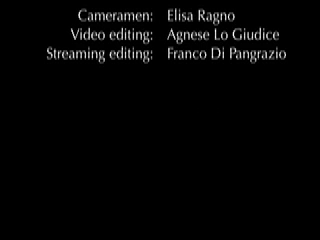 Cameramen: Elisa Ragno
Video editing: Agnese Lo Giudice
Streaming editing: Franco Di Pangrazio